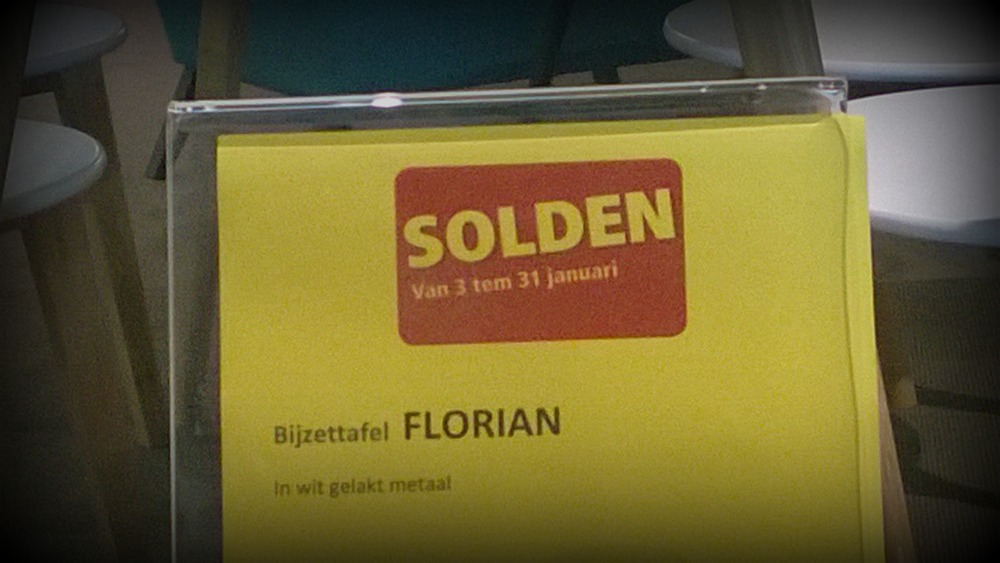 SOLDEN
Van 3 tem 31 januari
Bijzettafel FLORIAN
In wit gelakt metaal